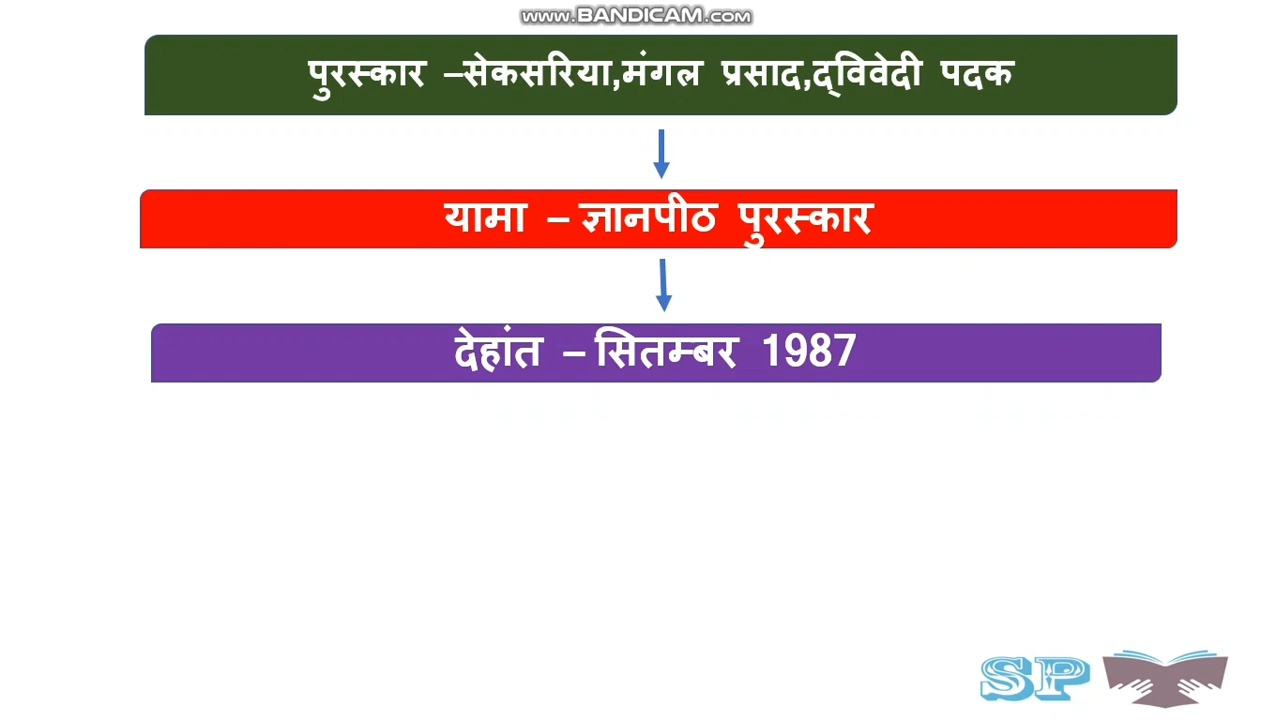 www.BANDICAM.com
पुरस्कार –सेकसरिया,मंगल प्रसाद,द्विवेदी पदक
यामा – ज्ञानपीठ पुरस्कार
देहांत – सितम्बर 1987
SP